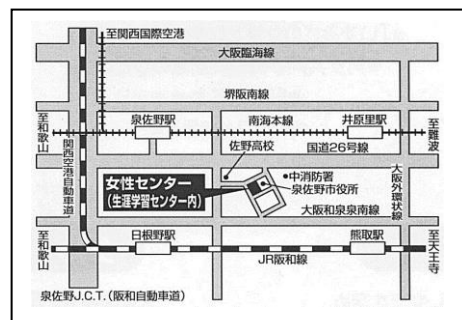 至関西国際空港
大阪臨海線
堺阪南線
至和歌山
泉佐野駅
南海本線
井原里駅
至難波
国道26号線
佐野高校
関西空港自動車道
女性センター
(生涯学習センター内)
•中消防署
泉佐野市役所
大阪外環状線
大阪和泉泉南線
至和歌山
日根野駅
熊取駅
至天王寺
JR阪和線
泉佐野J.C.T.(阪和自動車道)